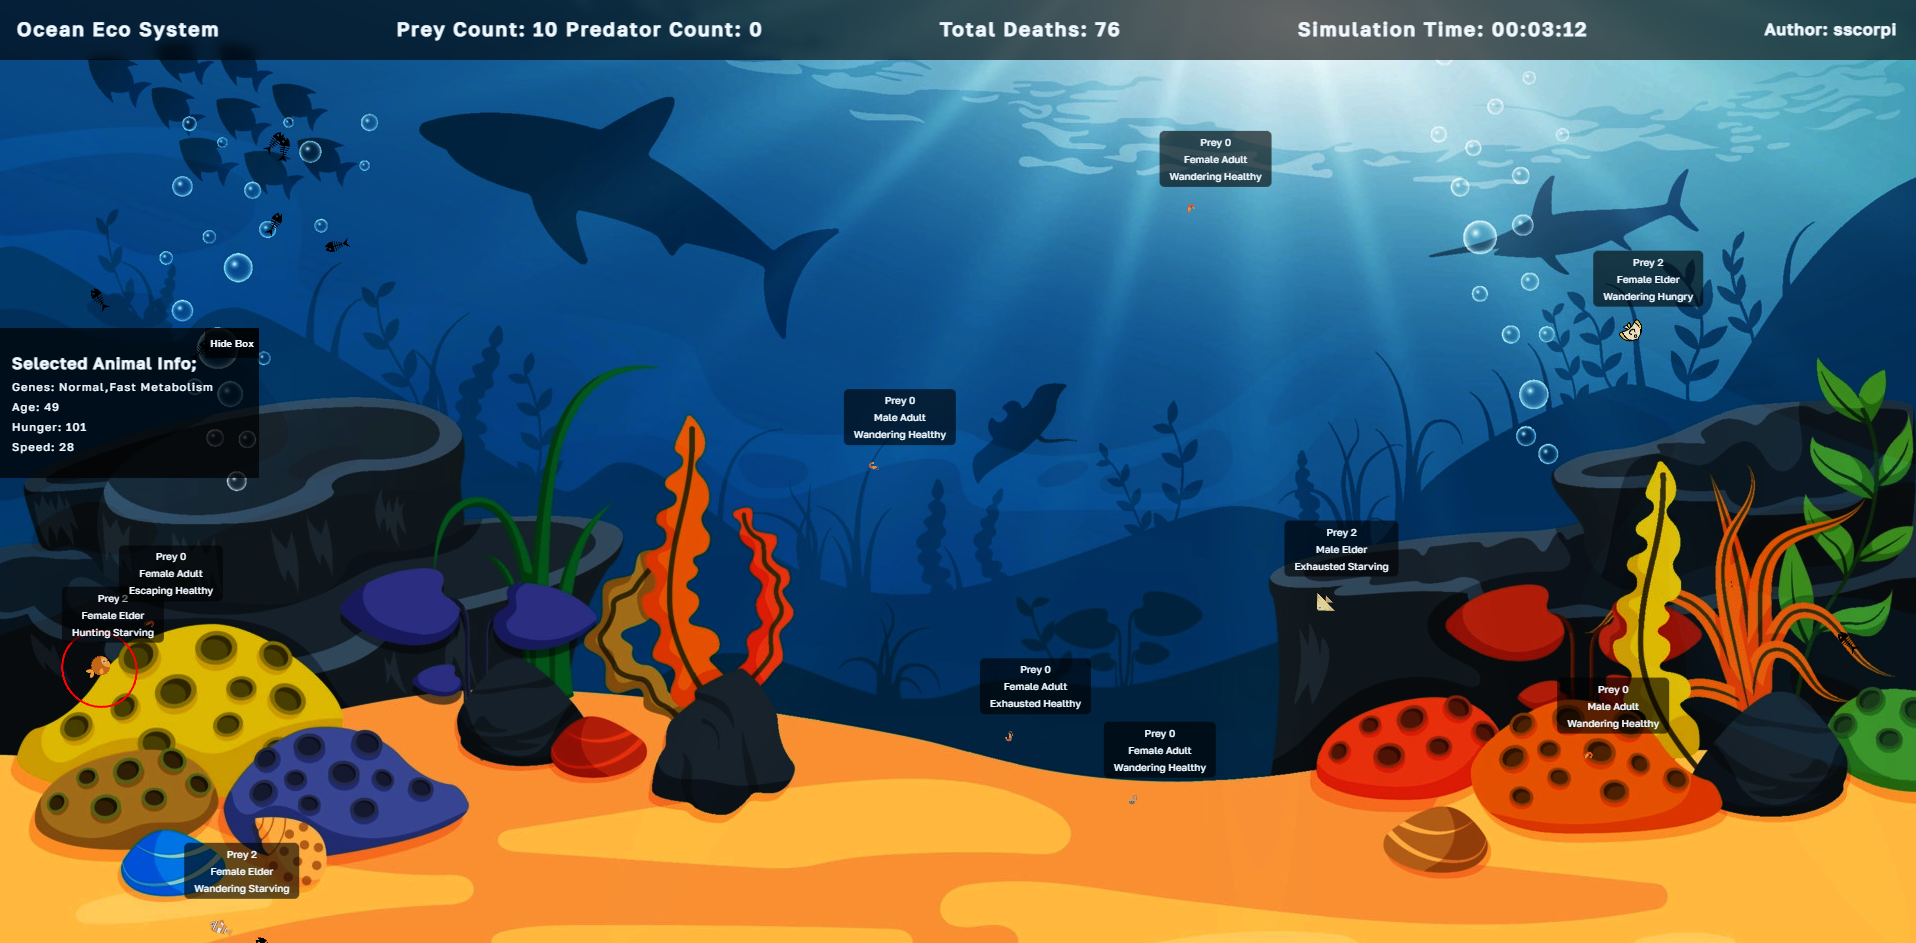 Ocean Eco System
Prey Count: 10 Predator Count: 0
Total Deaths: 76
Simulation Time: 00:03:12
Author: sscorpi
Prey 0
Female Adult
Wandering Healthy
Prey 2
Female Elder
Wandering Hungry
Hide Box
Selected Animal Info;
Genes: Normal,Fast Metabolism
Age: 49
Hunger: 101
Speed: 28
Prey 0
Male Adult
Wandering Healthy
Prey 2
Male Elder
Exhausted Starving
Prey 0
Female Adult
Escaping Healthy
Prey 2
Female Elder
Hunting Starving
Prey 0
Female Adult
Exhausted Healthy
Prey 0
Male Adult
Wandering Healthy
Prey 0
Female Adult
Wandering Healthy
Prey 2
Female Elder
Wandering Starving